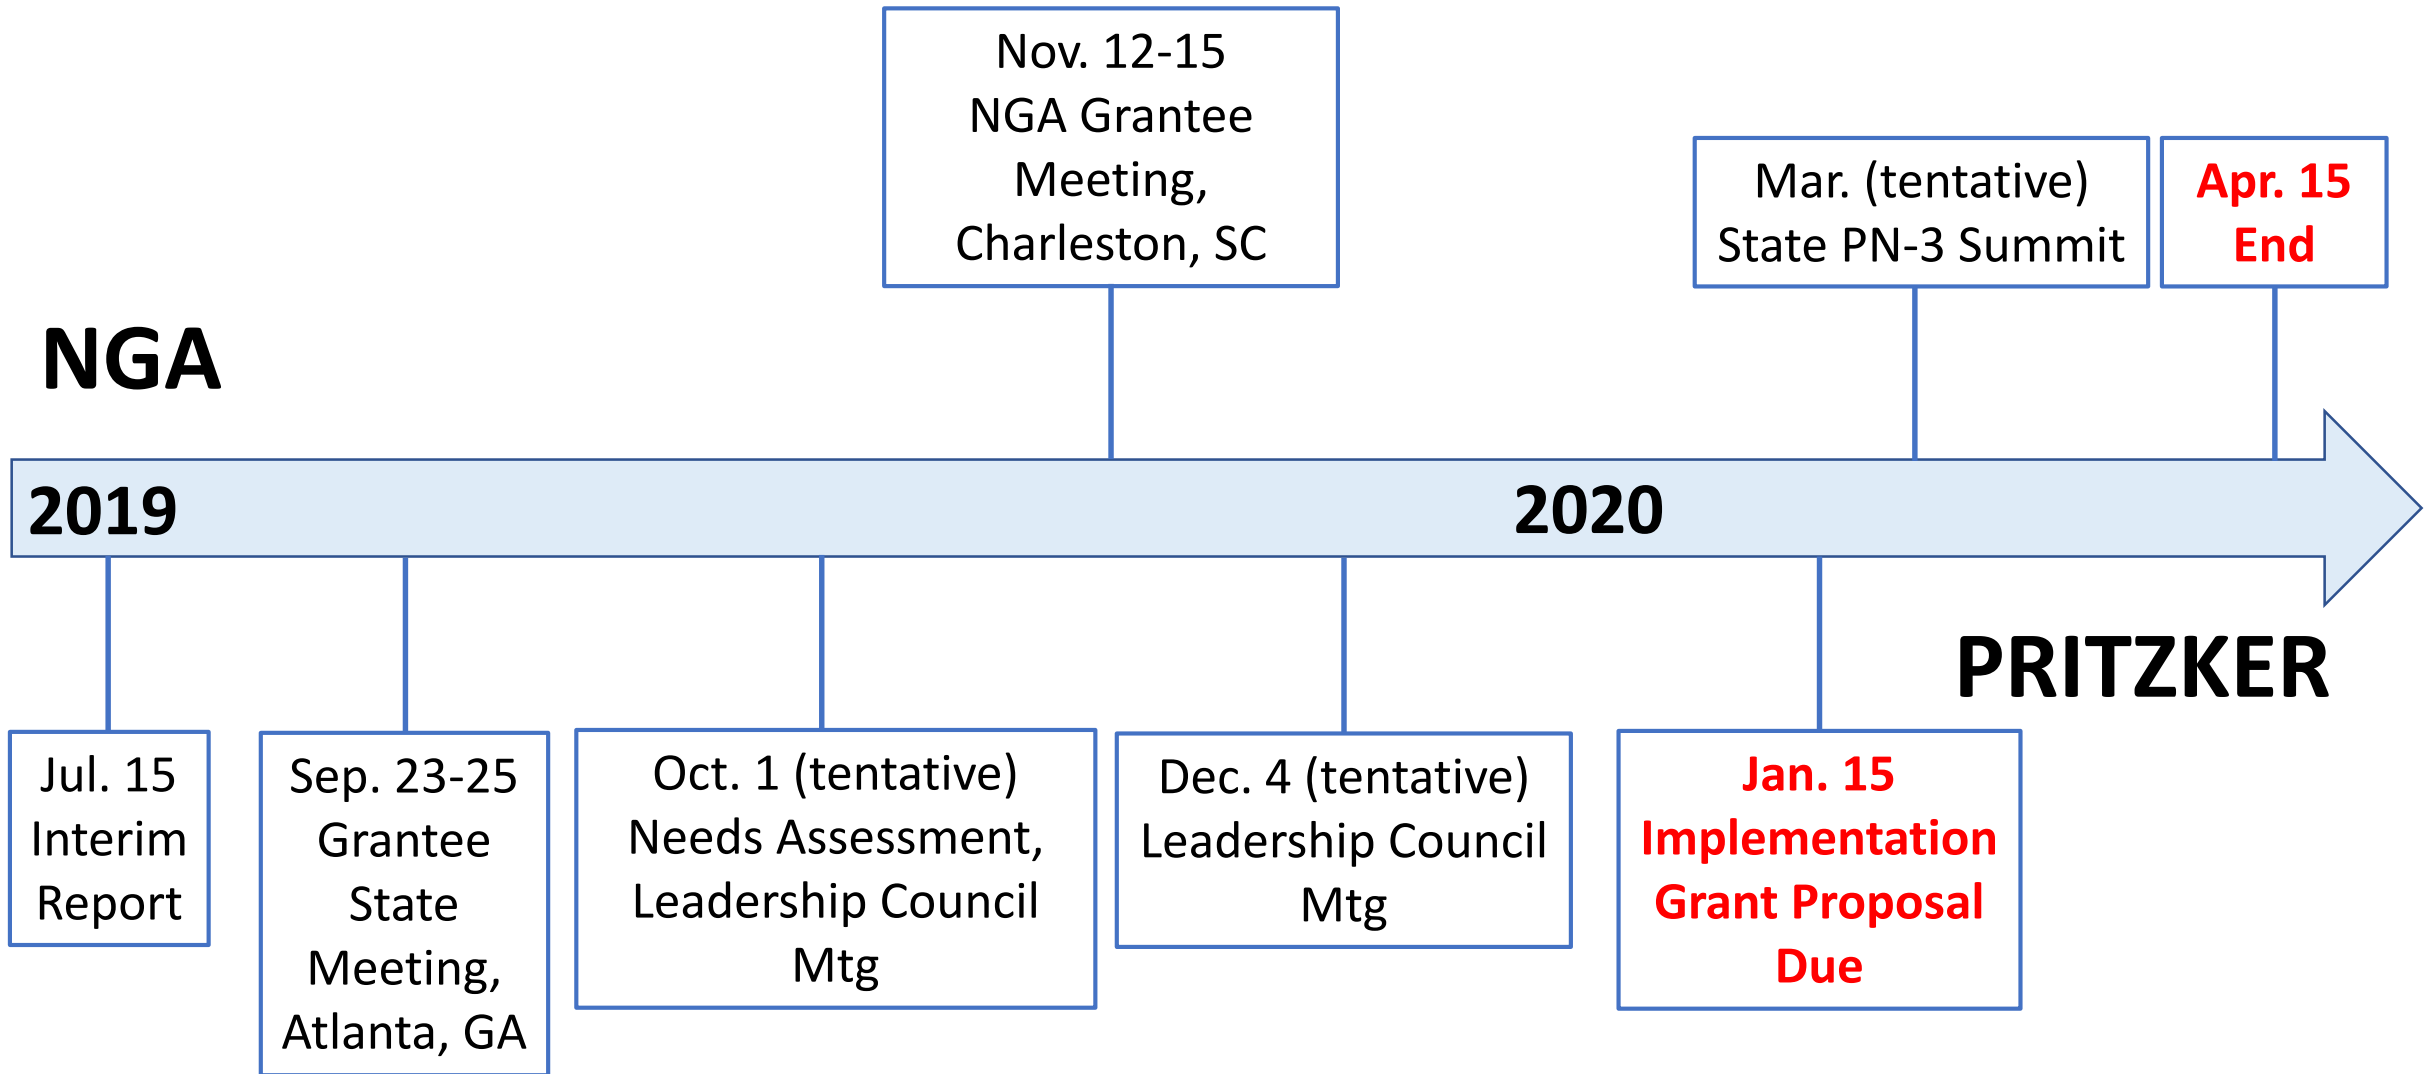 Nov. 12-15
NGA Grantee
Meeting,
Charleston, SC
Mar. (tentative)
State PN-3 Summit
Apr. 15
End
NGA
2019
2020
PRITZKER
Jul. 15
Interim
Report
Sep. 23-25
Grantee
State
Meeting,
Atlanta, GA
Oct. 1 (tentative)
Needs Assessment,
Leadership Council
Mtg
Dec. 4 (tentative)
Leadership Council
Mtg
Jan. 15
Implementation
Grant Proposal
Due